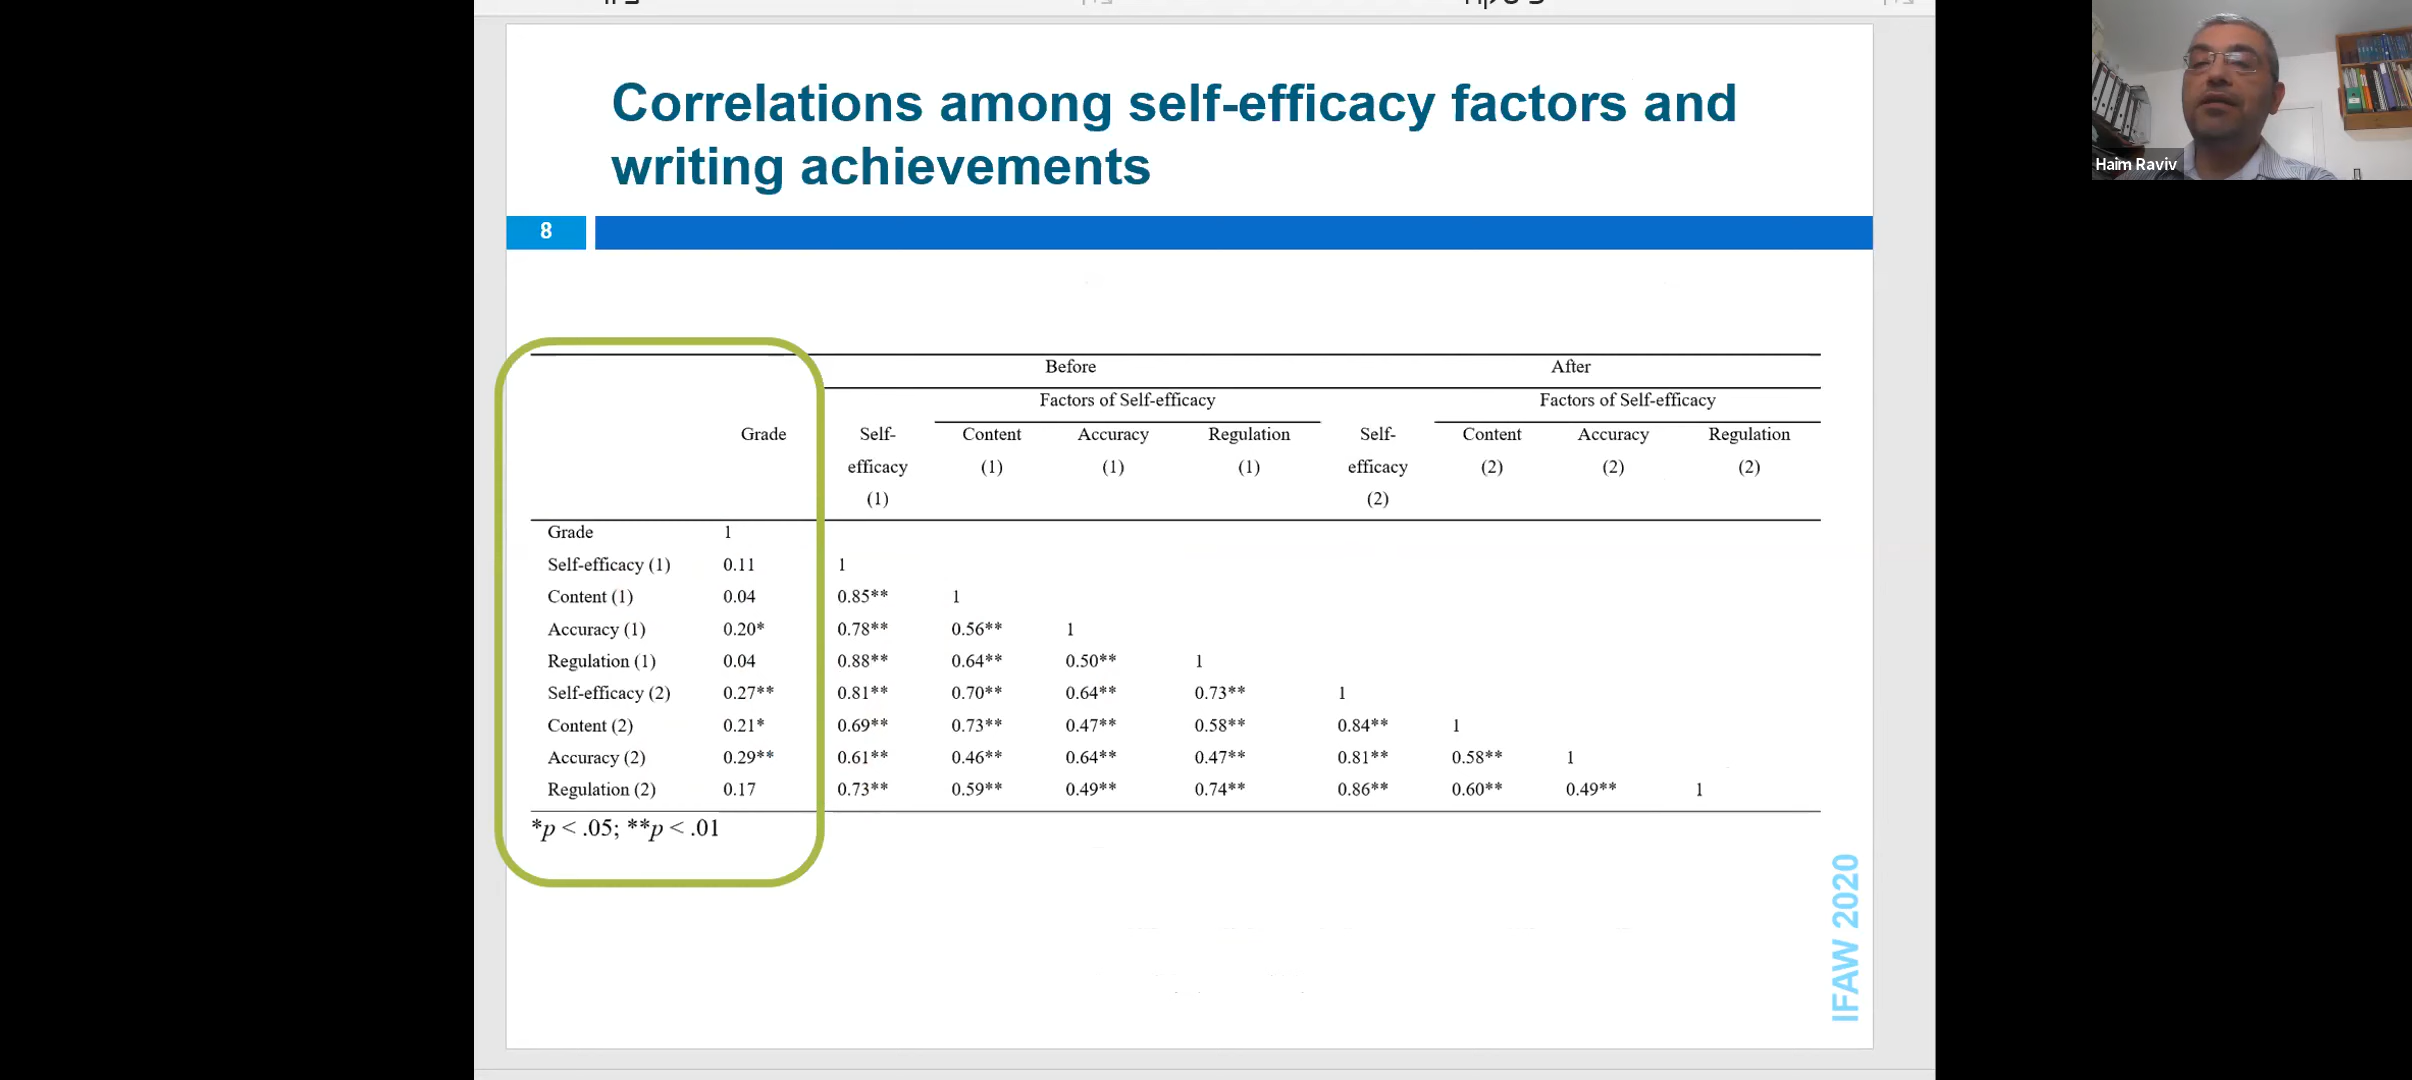 Correlations among self-efficacy factors and
writing achievements
Haim Raviv
8
Before After
Factors of Self-efficacy Factors of Self-efficacy
Grade Self- Content Accuracy Regulation Self- Content Accuracy Regulation
efficacy (1) (1) (1) efficacy (2) (2) (2)
(1) (2)
Grade 1
Self-efficacy (1) 0.11 1
Content (1) 0.04 0.85** 1
Accuracy (1) 0.20* 0.78** 0.56** 1
Regulation (1) 0.04 0.88** 0.64** 0.50** 1
Self-efficacy (2) 0.27** 0.81** 0.70** 0.64** 0.73** 1
Content (2) 0.21* 0.69** 0.73** 0.47** 0.58** 0.84** 1
Accuracy (2) 0.29** 0.61** 0.46** 0.64** 0.47** 0.81** 0.58** 1
Regulation (2) 0.17 0.73** 0.59** 0.49** 0.74** 0.86** 0.60** 0.49** 1
*p < .05; **p < .01
IFAW 2020